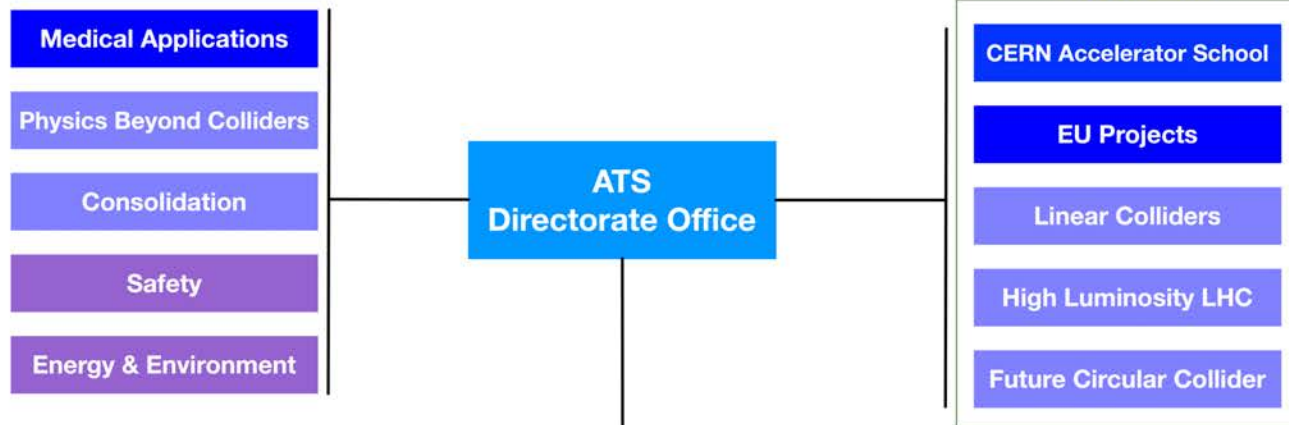 Medical Applications
Physics Beyond Colliders
Consolidation
Safety
Energy & Environment
ATS
Directorate Office
CERN Accelerator School
EU Projects
Linear Colliders
High Luminosity LHC
Future Circular Collider